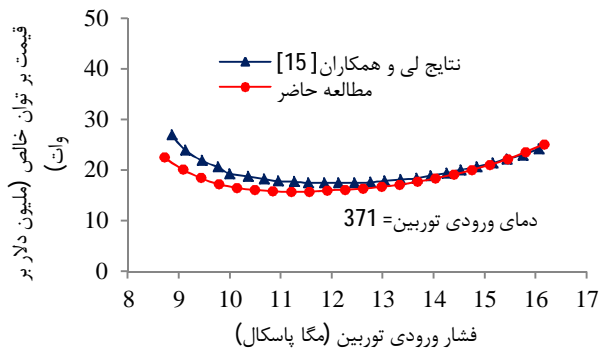 50
40
30
20
10
0
قیمت بر توان خالص (ملیون دلار بر
وات)
نتایج لی و همکاران[15]
مطالعه حاضر
دمای ورودی توربین= 371
8 9 10 11 12 13 14 15 16 17
فشار ورودی توربین (مگا پاسکال)